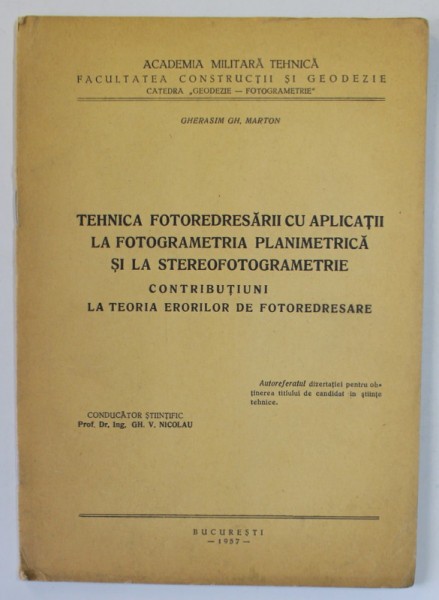 ACADEMIA MILITARĂ TEHNICĂ
FACULTATEA CONSTRUCȚII ȘI GEODEZIE
CATEDRA „GEODEZIE — FOTOGRAMETRIE"
GHERASIM GH. MARTON
TEHNICA FOTOREDRESĂRII CU APLICAȚII
LA FOTOGRAMETRIA PLANIMETRICĂ
ȘI LA STEREOFOTOGRAMETRIE
CONTRIBUȚIUNI
LA TEORIA ERORILOR DE FOTOREDRESARE
Autoreferatul dizertației pentru ob-
ținerea titlului de candidat în științe
tehnice.
CONDUCĂTOR ȘTIINȚIFIC
Prof. Dr. Ing. GH. V. NICOLAU
BUCUREȘTI
— 1957 —